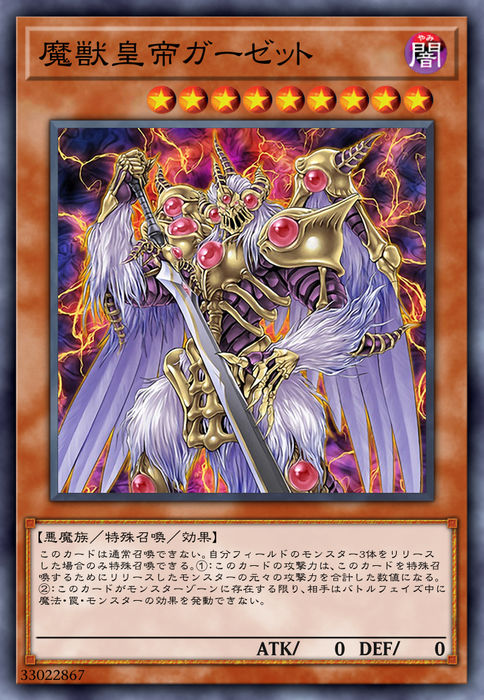 魔獣皇帝ガーゼット
やみ
闇
【悪魔族／特殊召喚／効果】
このカードは通常召喚できない。自分フィールドのモンスター3体をリリース
した場合のみ特殊召喚できる。①：このカードの攻撃力は、このカードを特殊召
喚するためにリリースしたモンスターの元々の攻撃力を合計した数値になる。
②：このカードがモンスターゾーンに存在する限り、相手はバトルフェイズ中に
魔法・罠・モンスターの効果を発動できない。
ATK/ 0 DEF/ 0
33022867